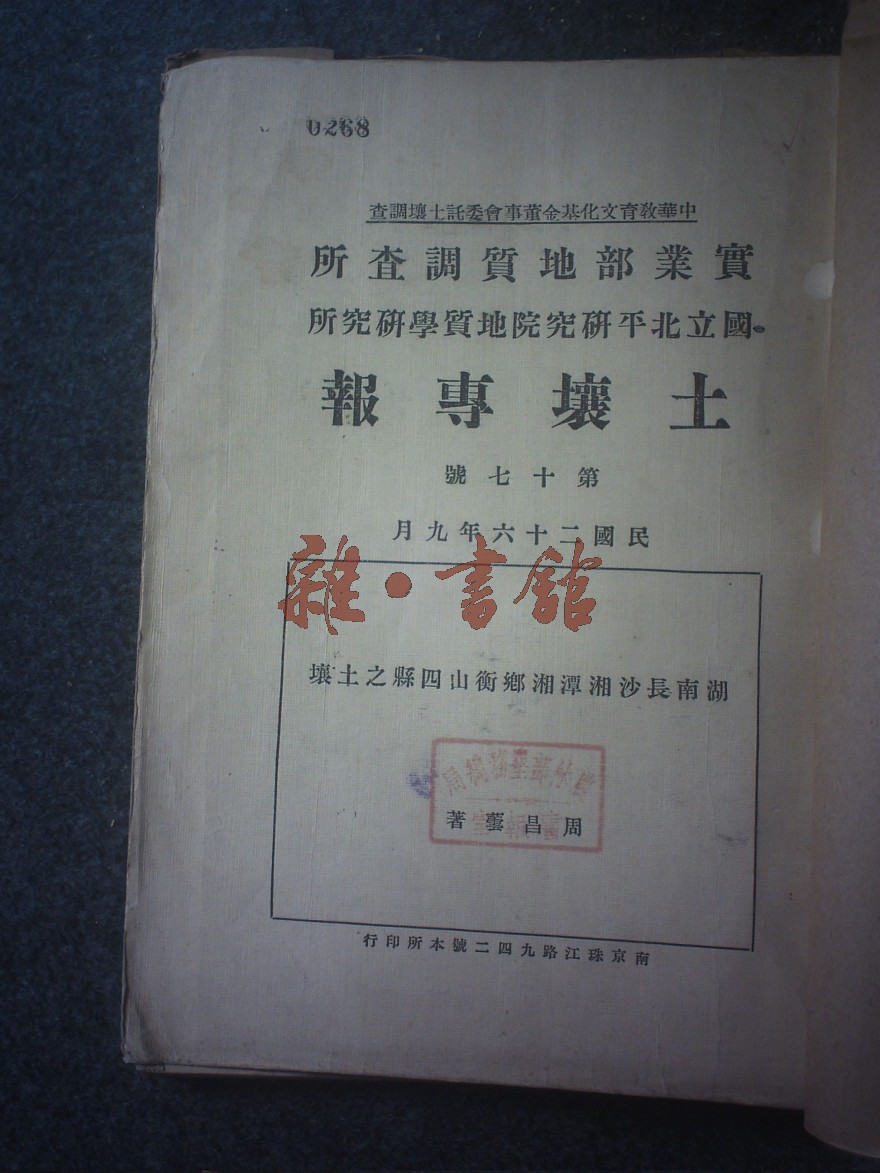 0268
中華教育文化基金董事會委託土壤調查
實業部地質調查所
國立北平研究院地質學研究所
土壤專報
第十七號
民國二十六年九月
雜·書館
湖南長沙湘潭湘鄉衡山四縣之土壤
周昌蕓著
南京珠江路九四二號本所印行